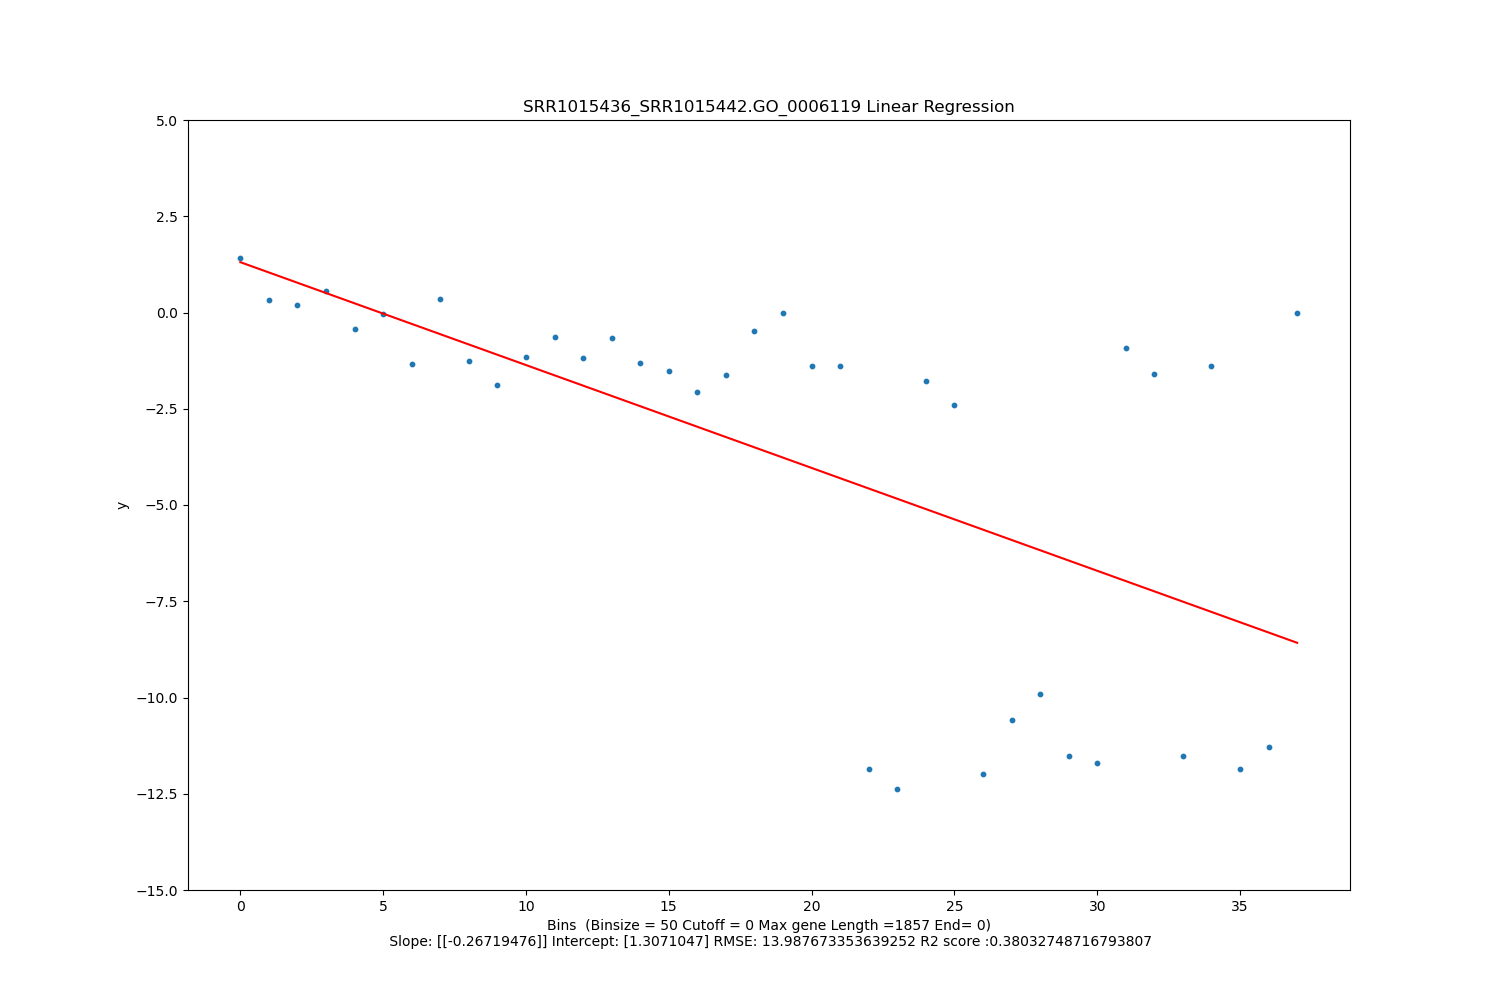 SRR1015436_SRR1015442.GO_0006119 Linear Regression
5.0
2.5
0.0
−2.5
−5.0
−7.5
−10.0
−12.5
−15.0
y
0 5 10 15 20 25 30 35
Bins  (Binsize = 50 Cutoff = 0 Max gene Length =1857 End= 0)
Slope: [[-0.26719476]] Intercept: [1.3071047] RMSE: 13.987673353639252 R2 score :0.38032748716793807